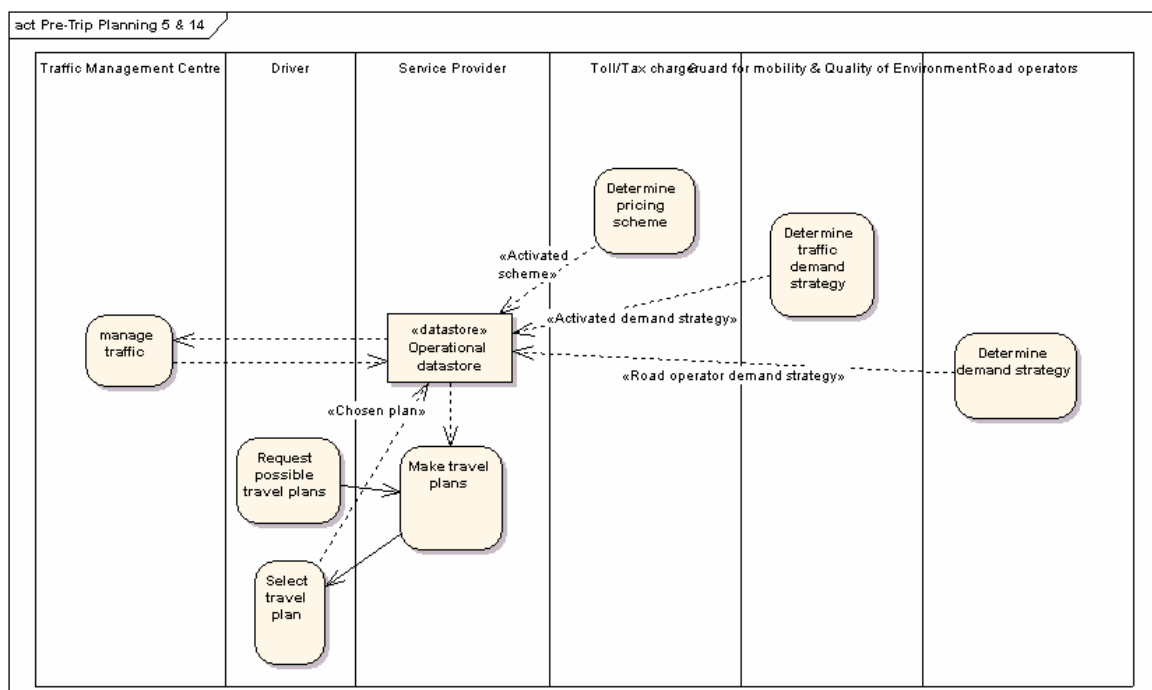 act Pre-Trip Planning 5 & 14
Traffic Management Centre
Driver
Service Provider
Toll/Tax charger
Guard for mobility & Quality of Environment
Road operators
Determine
pricing
scheme
Determine
traffic
demand
strategy
«Activated
scheme»
«Activated demand strategy»
manage
traffic
«datastore»
Operational
datastore
Determine
demand strategy
«Road operator demand strategy»
«Chosen plan»
Request
possible
travel plans
Make travel
plans
Select
travel
plan